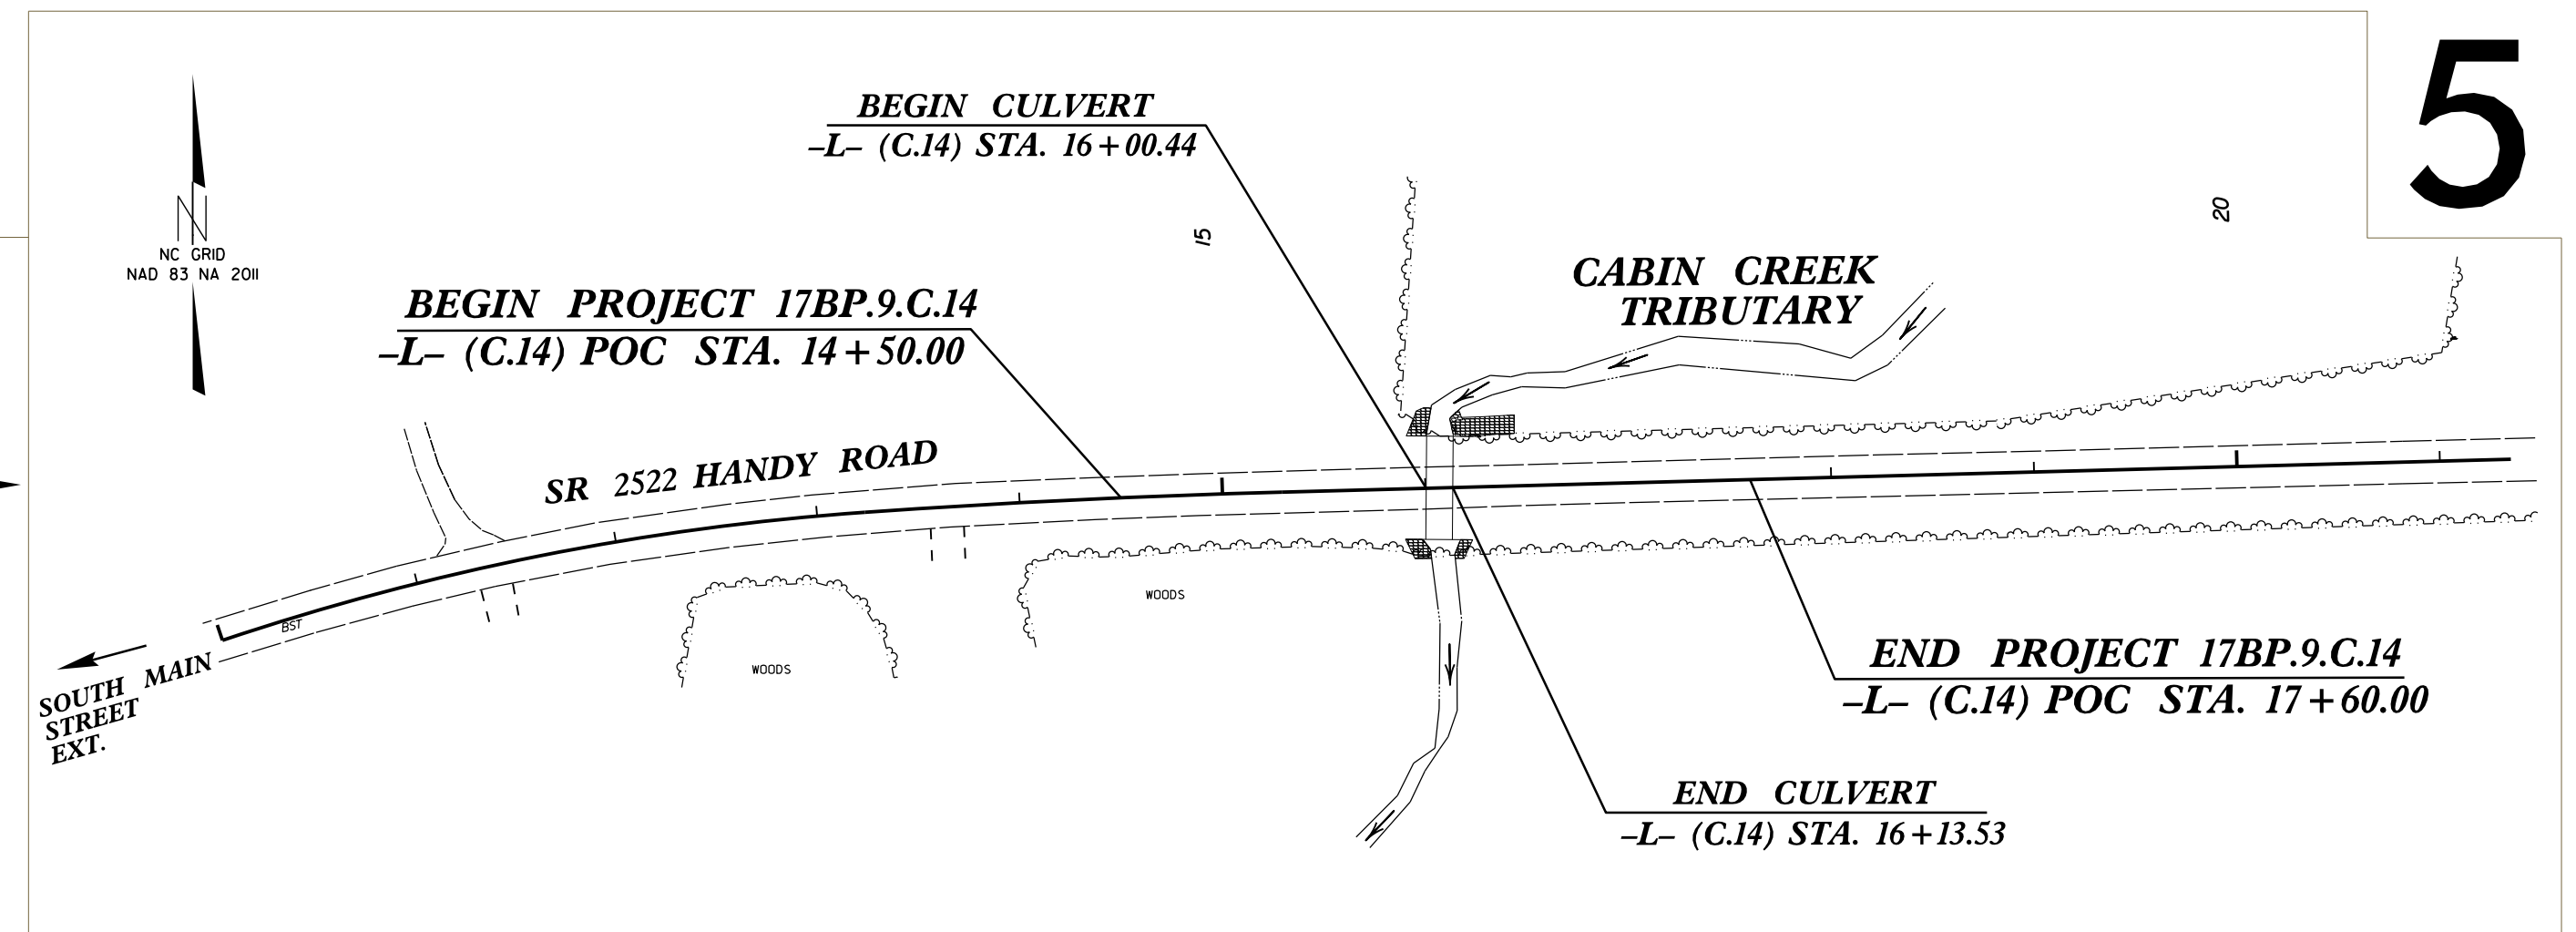 5
BEGIN CULVERT
–L– (C.14) STA. 16+00.44
15
20
N
NC GRID
NAD 83 NA 2011
CABIN CREEK
TRIBUTARY
BEGIN PROJECT 17BP.9.C.14
–L– (C.14) POC STA. 14+50.00
SR 2522 HANDY ROAD
WOODS
BST
WOODS
SOUTH MAIN
STREET
EXT.
END PROJECT 17BP.9.C.14
–L– (C.14) POC STA. 17+60.00
END CULVERT
–L– (C.14) STA. 16+13.53